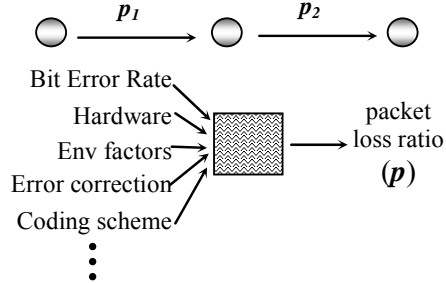 p1 p2
Bit Error Rate
Hardware
Env factors
Error correction
Coding scheme
packet
loss ratio
(p)